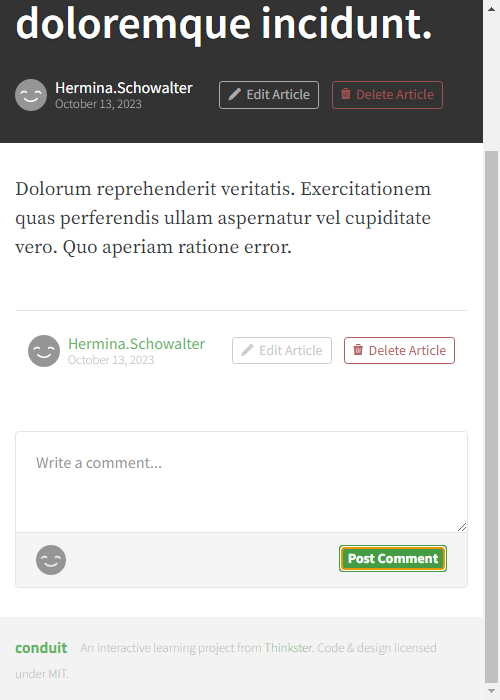 doloremque incidunt.
Hermina.Schowalter
October 13, 2023
Edit Article
Delete Article
Dolorum reprehenderit veritatis. Exercitationem
quas perferendis ullam aspernatur vel cupiditate
vero. Quo aperiam ratione error.
Hermina.Schowalter
October 13, 2023
Edit Article
Delete Article
Write a comment...
Post Comment
conduit An interactive learning project from Thinkster. Code & design licensed
under MIT.